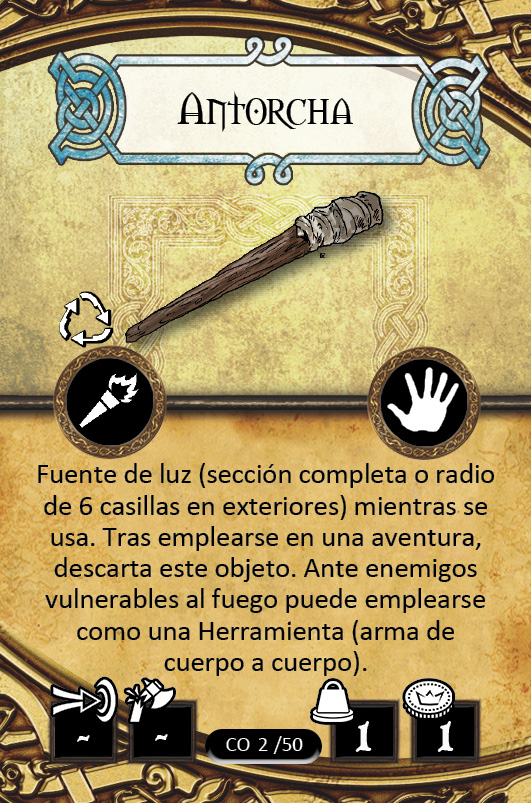 Antorcha
Fuente de luz (sección completa o radio
de 6 casillas en exteriores) mientras se
usa. Tras emplearse en una aventura,
descarta este objeto. Ante enemigos
vulnerables al fuego puede emplearse
como una Herramienta (arma de
cuerpo a cuerpo).
~ ~ CO 2 /50 1 1